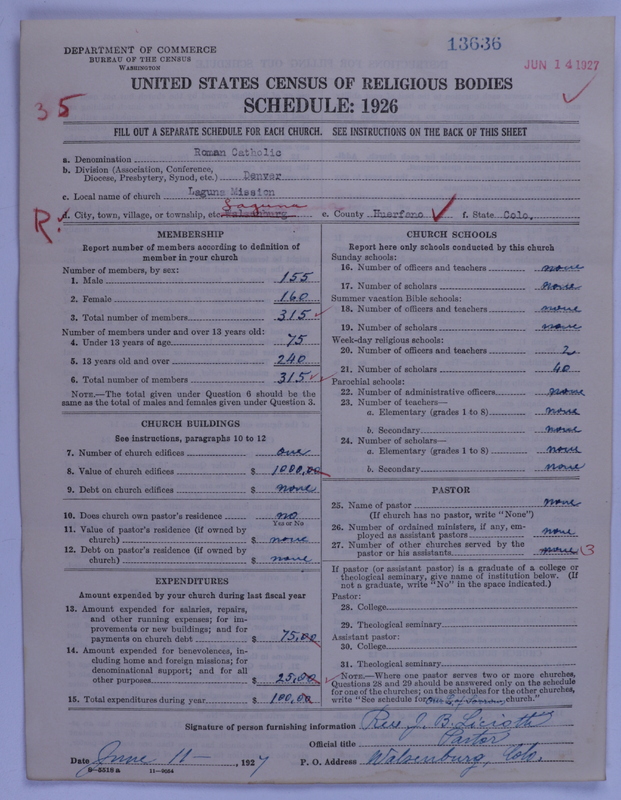 DEPARTMENT OF COMMERCE
BUREAU OF THE CENSUS
WASHINGTON
13636
JUN 14 1927
UNITED STATES CENSUS OF RELIGIOUS BODIES
SCHEDULE: 1926
35
FILL OUT A SEPARATE SCHEDULE FOR EACH CHURCH. SEE INSTRUCTIONS ON THE BACK OF THIS SHEET
a. Denomination Roman Catholic
b. Division (Association, Conference,
Diocese, Presbytery, Synod, etc.) Denver
c. Local name of church Laguna Mission
Laguna
R. d. City, town, village, or township, etc. Walsenburg e. County Huerfano f. State Colo.
MEMBERSHIP
Report number of members according to definition of
member in your church
Number of members, by sex:
1. Male 155
2. Female 160
3. Total number of members 315
Number of members under and over 13 years old:
4. Under 13 years of age 75
5. 13 years old and over 240
6. Total number of members 315
NOTE.—The total given under Question 6 should be the
same as the total of males and females given under Question 3.
CHURCH BUILDINGS
See instructions, paragraphs 10 to 12
7. Number of church edifices one
8. Value of church edifices $ 1000,00
9. Debt on church edifices $ none
10. Does church own pastor's residence no
Yes or No
11. Value of pastor's residence (if owned by
church) $ none
12. Debt on pastor's residence (if owned by
church) $ none
EXPENDITURES
Amount expended by your church during last fiscal year
13. Amount expended for salaries, repairs,
and other running expenses; for im-
provements or new buildings; and for
payments on church debt $ 75,00
14. Amount expended for benevolences, in-
cluding home and foreign missions; for
denominational support; and for all
other purposes $ 25,00
15. Total expenditures during year $ 100,00
CHURCH SCHOOLS
Report here only schools conducted by this church
Sunday schools:
16. Number of officers and teachers none
17. Number of scholars none
Summer vacation Bible schools:
18. Number of officers and teachers none
19. Number of scholars none
Week-day religious schools:
20. Number of officers and teachers 2
21. Number of scholars 40
Parochial schools:
22. Number of administrative officers none
23. Number of teachers—
a. Elementary (grades 1 to 8) none
b. Secondary none
24. Number of scholars—
a. Elementary (grades 1 to 8) none
b. Secondary none
PASTOR
25. Name of pastor none
(If church has no pastor, write "None")
26. Number of ordained ministers, if any, em-
ployed as assistant pastors none
27. Number of other churches served by the
pastor or his assistants none 3
If pastor (or assistant pastor) is a graduate of a college or
theological seminary, give name of institution below. (If
not a graduate, write "No" in the space indicated.)
Pastor:
28. College
29. Theological seminary
Assistant pastor:
30. College
31. Theological seminary
NOTE.—Where one pastor serves two or more churches,
Questions 28 and 29 should be answered only on the schedule
for one of the churches; on the schedules for the other churches,
write "See schedule for church."
Signature of person furnishing information Rev. J. B. Liciotti
Official title Pastor
Date June 11— , 1927 P. O. Address Walsenburg, Colo.
8—5518 a 11—9654